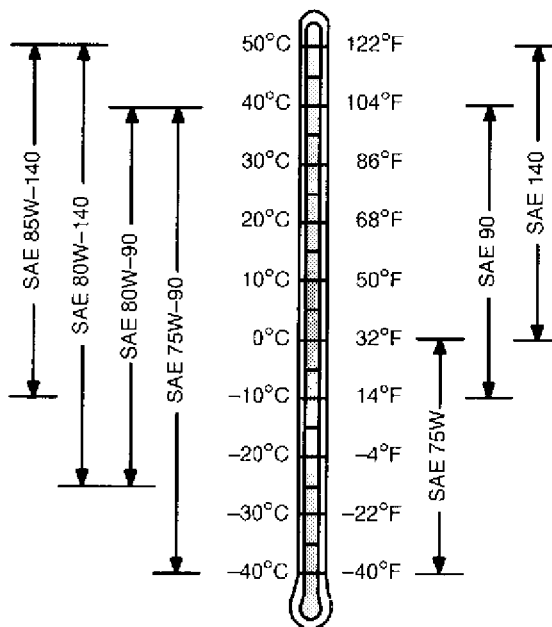 50°C 122°F
40°C 104°F
30°C 86°F
20°C 68°F
10°C 50°F
0°C 32°F
−10°C 14°F
−20°C −4°F
−30°C −22°F
−40°C −40°F
SAE 85W−140
SAE 80W−140
SAE 80W−90
SAE 75W−90
SAE 75W
SAE 90
SAE 140